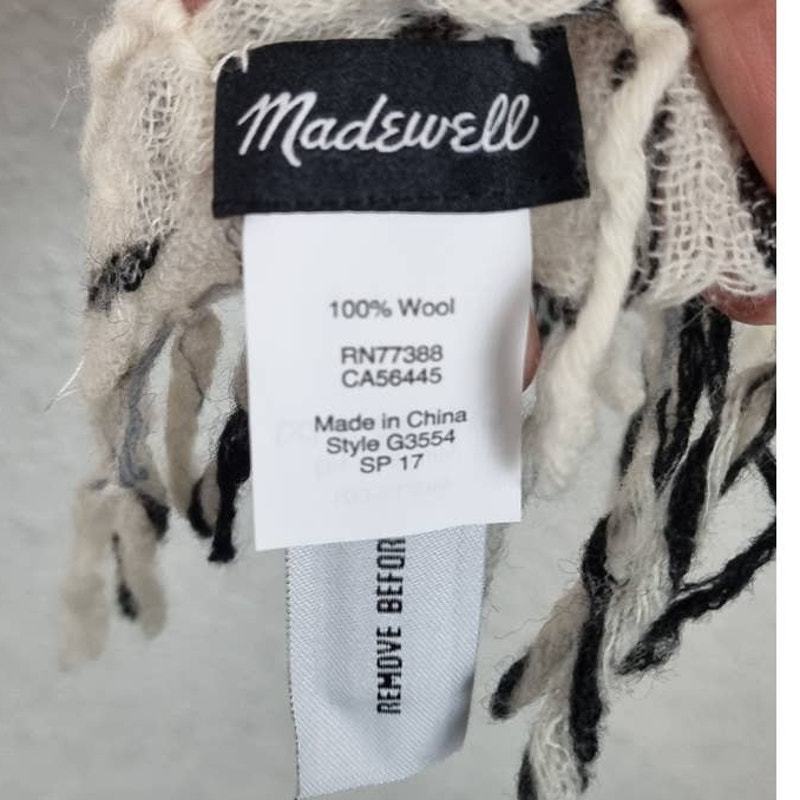 Madewell
100% Wool
RN77388
CA56445
Made in China
Style G3554
SP 17
REMOVE BEFOR